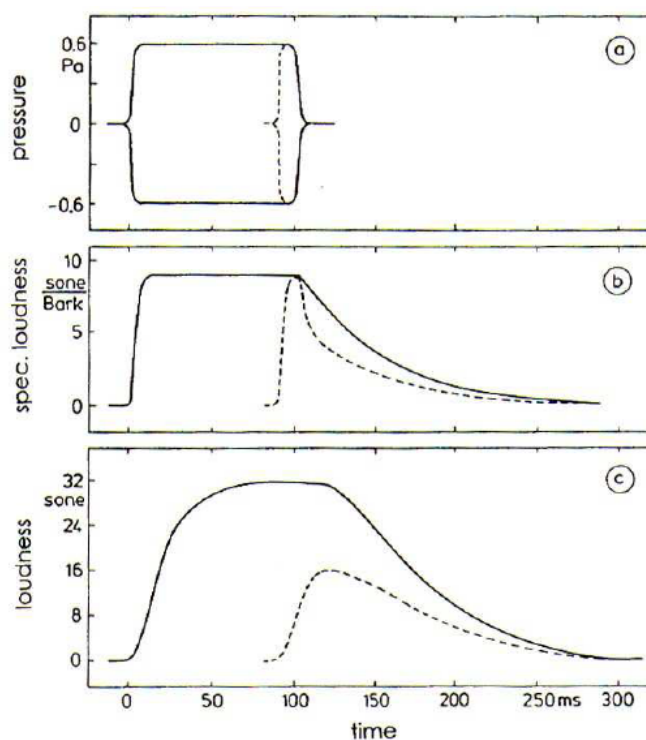 0.6
Pa
0
-0,6
pressure
a
10
sone
Bark
5
0
spec. loudness
b
32
sone
24
16
8
0
loudness
c
0 50 100 150 200 250 ms 300
time